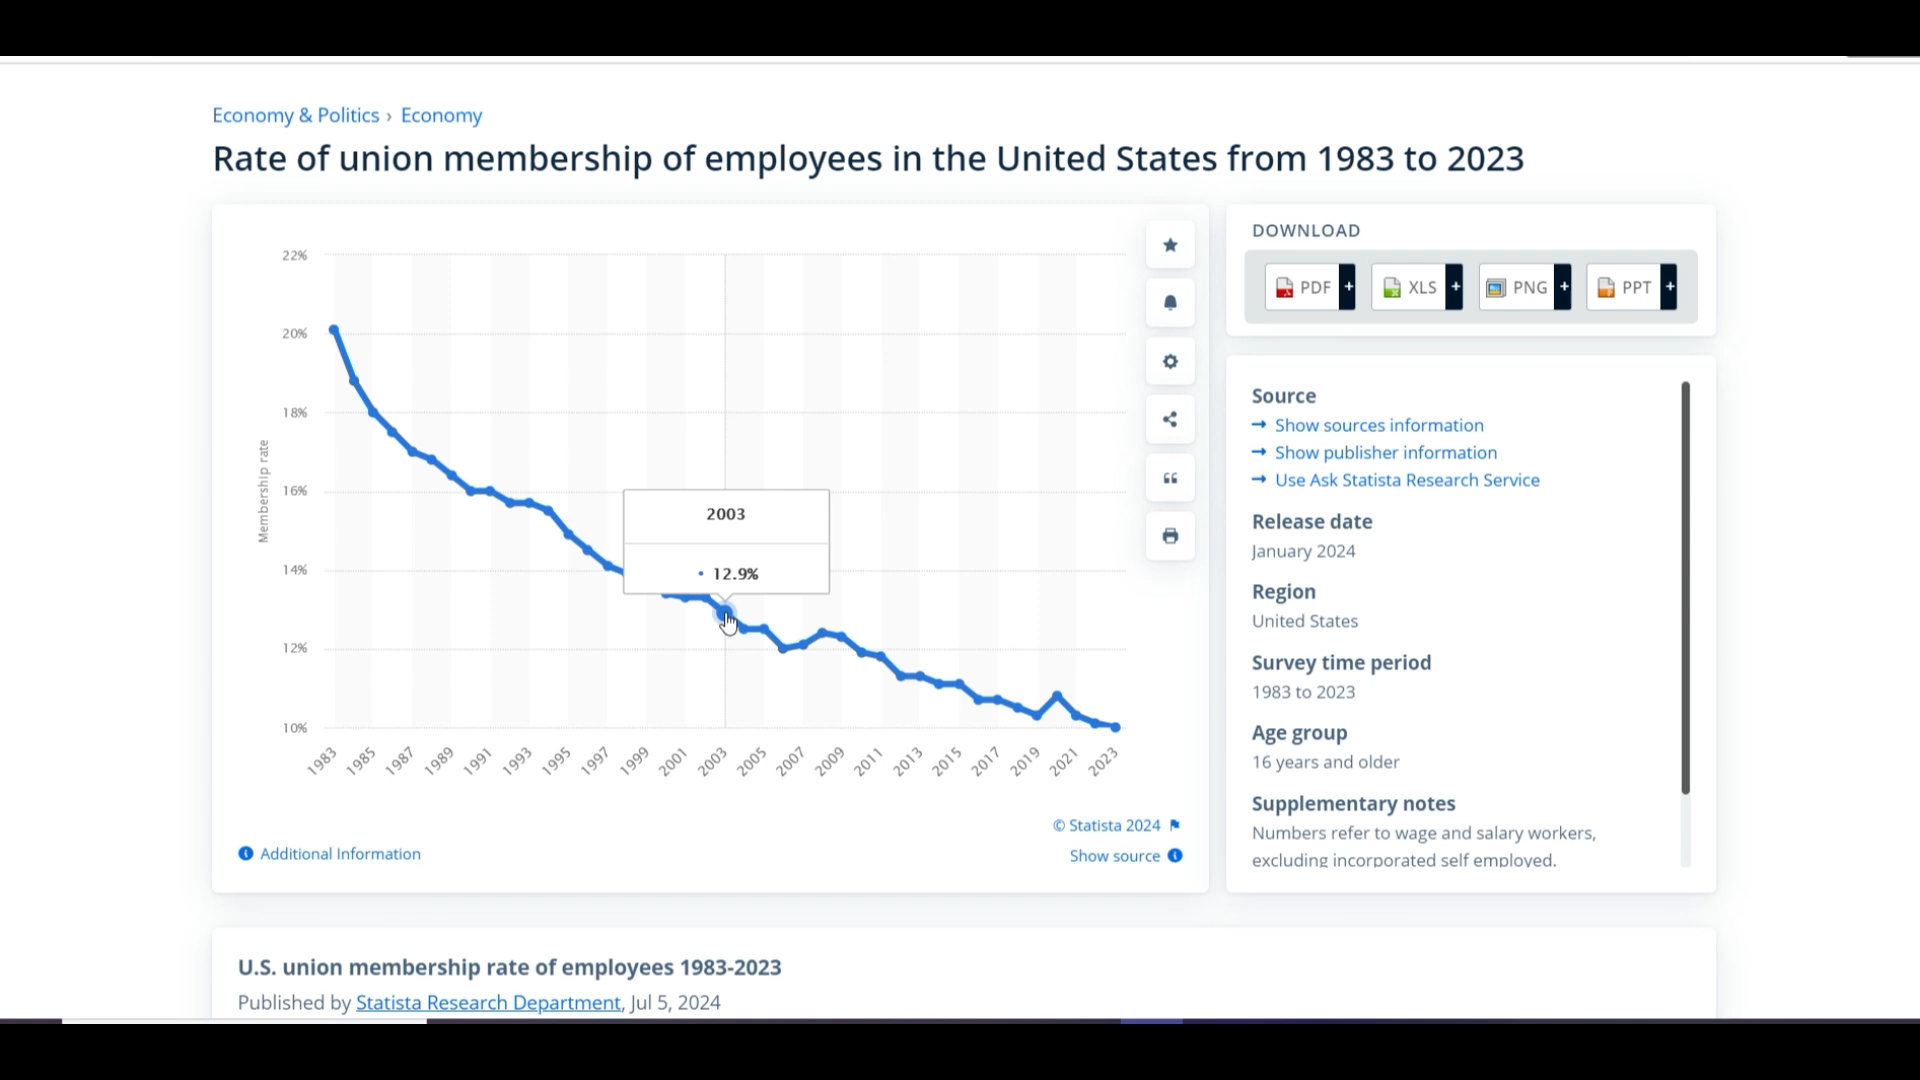 Economy & Politics › Economy
Rate of union membership of employees in the United States from 1983 to 2023
22%
20%
18%
16%
14%
12%
10%
Membership rate
2003
• 12.9%
1983
1985
1987
1989
1991
1993
1995
1997
1999
2001
2003
2005
2007
2009
2011
2013
2015
2017
2019
2021
2023
© Statista 2024
Additional Information
Show source
DOWNLOAD
PDF + XLS + PNG + PPT +
Source
→ Show sources information
→ Show publisher information
→ Use Ask Statista Research Service
Release date
January 2024
Region
United States
Survey time period
1983 to 2023
Age group
16 years and older
Supplementary notes
Numbers refer to wage and salary workers,
excluding incorporated self employed.
U.S. union membership rate of employees 1983-2023
Published by Statista Research Department, Jul 5, 2024